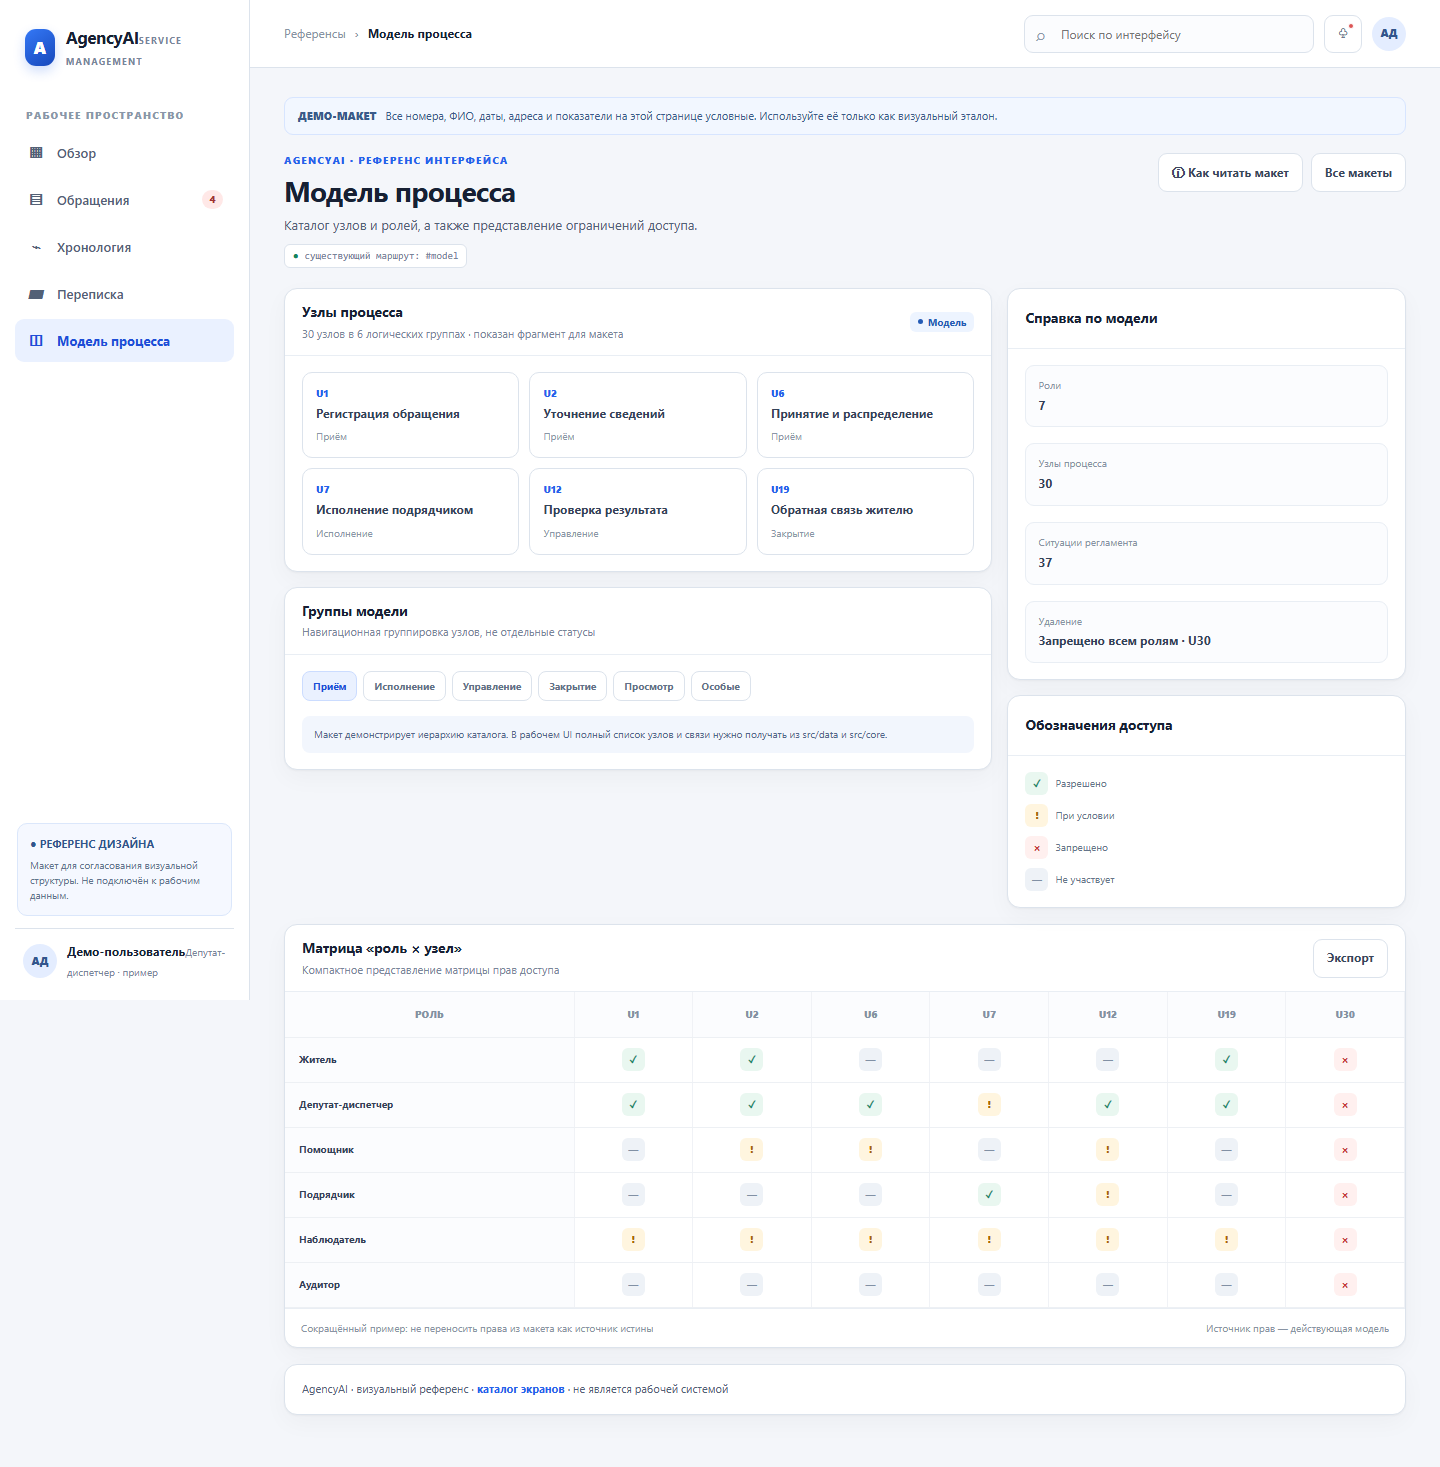 A
AgencyAI SERVICE
MANAGEMENT
РАБОЧЕЕ ПРОСТРАНСТВО
Обзор
Обращения 4
Хронология
Переписка
Модель процесса
● РЕФЕРЕНС ДИЗАЙНА
Макет для согласования визуальной
структуры. Не подключён к рабочим
данным.
АД
Демо-пользователь Депутат-
диспетчер · пример
Референсы › Модель процесса
Поиск по интерфейсу
АД
ДЕМО-МАКЕТ Все номера, ФИО, даты, адреса и показатели на этой странице условные. Используйте её только как визуальный эталон.
AGENCYAI · РЕФЕРЕНС ИНТЕРФЕЙСА
Модель процесса
Каталог узлов и ролей, а также представление ограничений доступа.
● существующий маршрут: #model
ⓘ Как читать макет
Все макеты
Узлы процесса
30 узлов в 6 логических группах · показан фрагмент для макета
● Модель
U1
Регистрация обращения
Приём
U2
Уточнение сведений
Приём
U6
Принятие и распределение
Приём
U7
Исполнение подрядчиком
Исполнение
U12
Проверка результата
Управление
U19
Обратная связь жителю
Закрытие
Группы модели
Навигационная группировка узлов, не отдельные статусы
Приём Исполнение Управление Закрытие Просмотр Особые
Макет демонстрирует иерархию каталога. В рабочем UI полный список узлов и связи нужно получать из src/data и src/core.
Справка по модели
Роли
7
Узлы процесса
30
Ситуации регламента
37
Удаление
Запрещено всем ролям · U30
Обозначения доступа
✓ Разрешено
! При условии
× Запрещено
— Не участвует
Матрица «роль × узел»
Компактное представление матрицы прав доступа
Экспорт
РОЛЬ U1 U2 U6 U7 U12 U19 U30
Житель ✓ ✓ — — — ✓ ×
Депутат-диспетчер ✓ ✓ ✓ ! ✓ ✓ ×
Помощник — ! ! — ! — ×
Подрядчик — — — ✓ ! — ×
Наблюдатель ! ! ! ! ! ! ×
Аудитор — — — — — — ×
Сокращённый пример: не переносить права из макета как источник истины
Источник прав — действующая модель
AgencyAI · визуальный референс · каталог экранов · не является рабочей системой